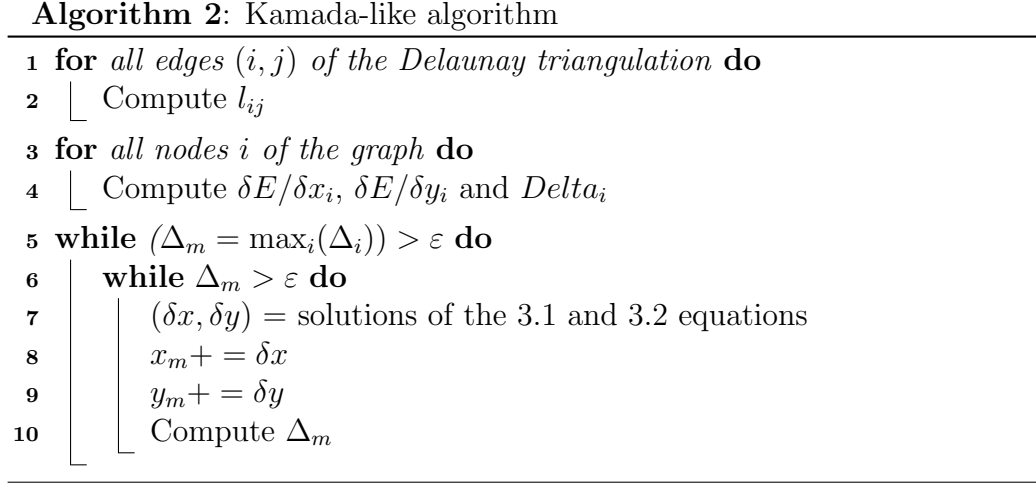 Algorithm 2: Kamada-like algorithm
1 for all edges (i, j) of the Delaunay triangulation do
2 Compute l_{ij}
3 for all nodes i of the graph do
4 Compute δE/δx_i, δE/δy_i and Delta_i
5 while (Δ_m = max_i(Δ_i)) > ε do
6 while Δ_m > ε do
7 (δx, δy) = solutions of the 3.1 and 3.2 equations
8 x_m+ = δx
9 y_m+ = δy
10 Compute Δ_m